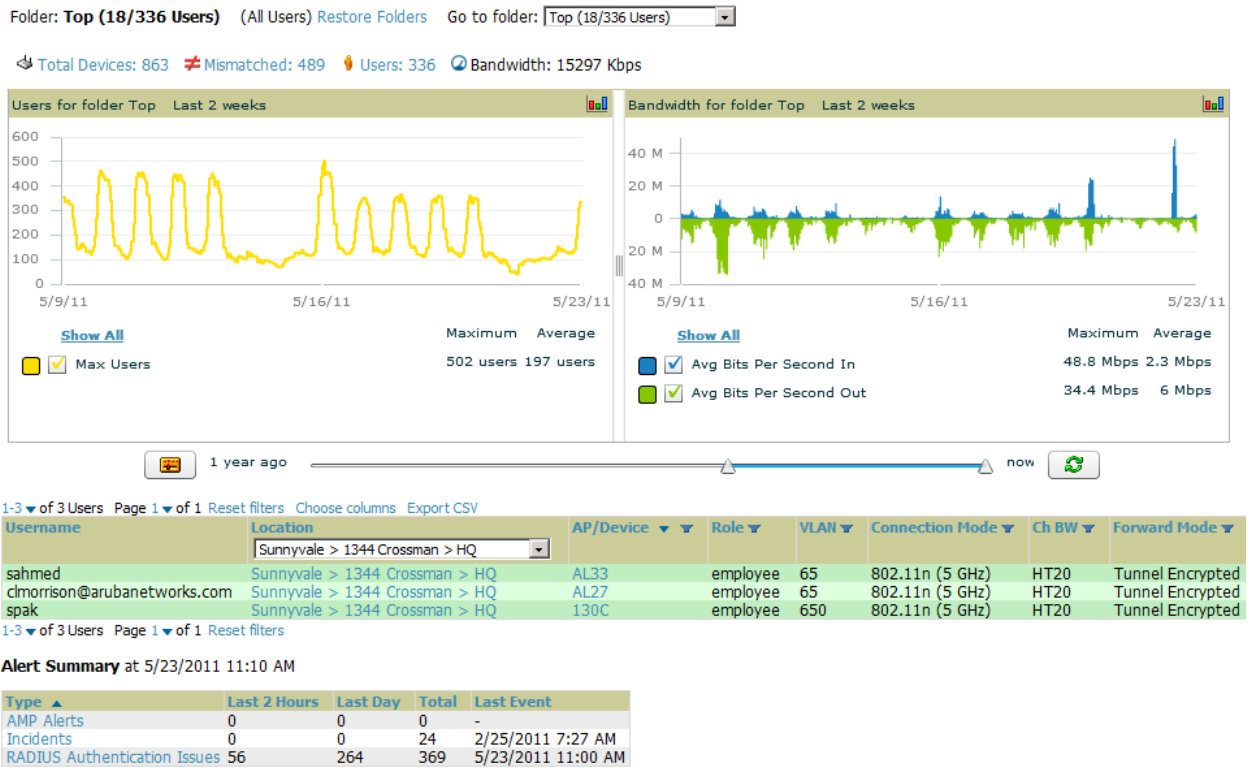 Folder: Top (18/336 Users) (All Users) Restore Folders Go to folder: Top (18/336 Users)
Total Devices: 863 Mismatched: 489 Users: 336 Bandwidth: 15297 Kbps
Users for folder Top Last 2 weeks
600
500
400
300
200
100
0
5/9/11 5/16/11 5/23/11
Show All Maximum Average
Max Users 502 users 197 users
Bandwidth for folder Top Last 2 weeks
40 M
20 M
0
20 M
40 M
5/9/11 5/16/11 5/23/11
Show All Maximum Average
Avg Bits Per Second In 48.8 Mbps 2.3 Mbps
Avg Bits Per Second Out 34.4 Mbps 6 Mbps
1 year ago now
1-3 of 3 Users Page 1 of 1 Reset filters Choose columns Export CSV
Username Location AP/Device Role VLAN Connection Mode Ch BW Forward Mode
Sunnyvale > 1344 Crossman > HQ
sahmed Sunnyvale > 1344 Crossman > HQ AL33 employee 65 802.11n (5 GHz) HT20 Tunnel Encrypted
clmorrison@arubanetworks.com Sunnyvale > 1344 Crossman > HQ AL27 employee 65 802.11n (5 GHz) HT20 Tunnel Encrypted
spak Sunnyvale > 1344 Crossman > HQ 130C employee 650 802.11n (5 GHz) HT20 Tunnel Encrypted
1-3 of 3 Users Page 1 of 1 Reset filters
Alert Summary at 5/23/2011 11:10 AM
Type Last 2 Hours Last Day Total Last Event
AMP Alerts 0 0 0 -
Incidents 0 0 24 2/25/2011 7:27 AM
RADIUS Authentication Issues 56 264 369 5/23/2011 11:00 AM